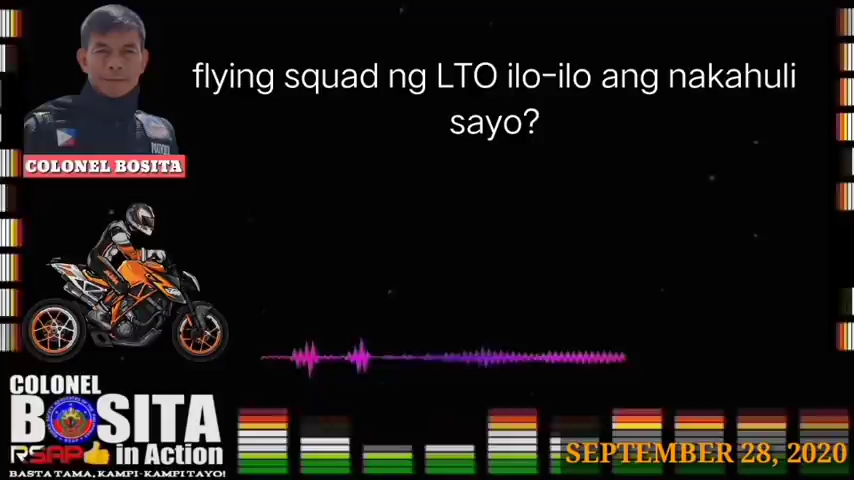 flying squad ng LTO ilo-ilo ang nakahuli
sayo?
COLONEL BOSITA
COLONEL
BOSITA
RSAP in Action
BASTA TAMA, KAMPI-KAMPI TAYO!
SEPTEMBER 28, 2020